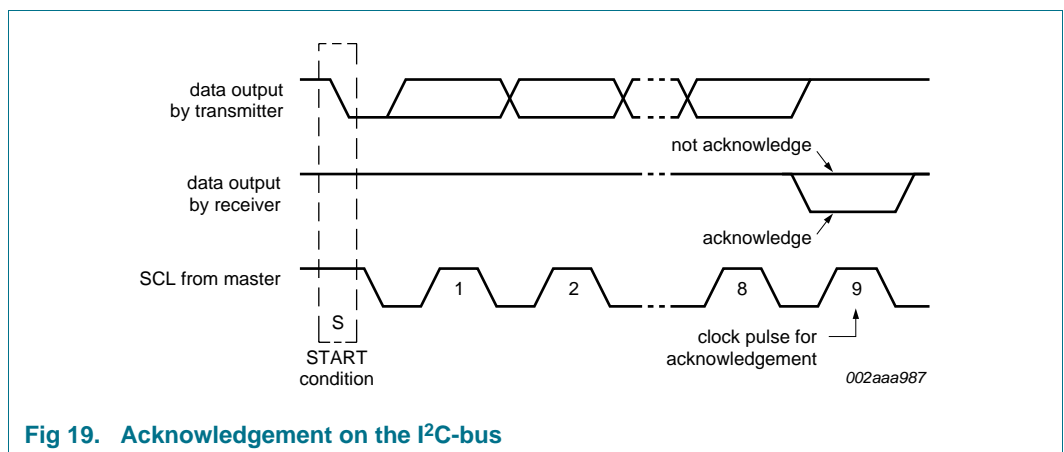 data output
by transmitter
not acknowledge
data output
by receiver
acknowledge
SCL from master
1
2
8
9
S
START
condition
clock pulse for
acknowledgement
002aaa987
Fig 19. Acknowledgement on the I²C-bus